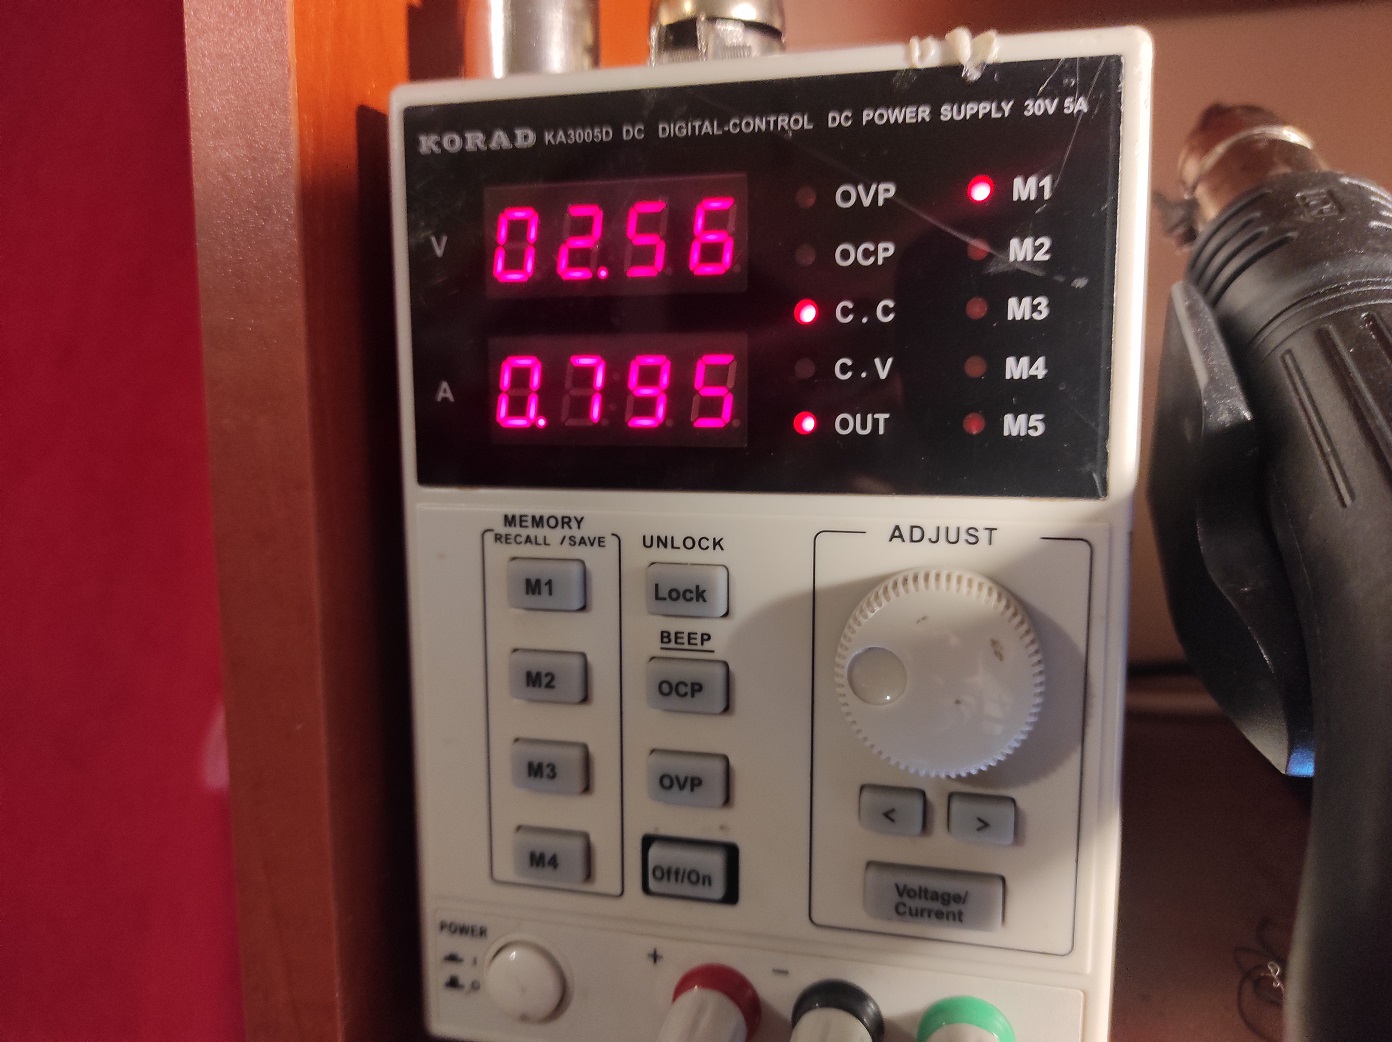 KORAD KA3005D DC DIGITAL-CONTROL DC POWER SUPPLY 30V 5A
V 02.56
A 0.795
OVP M1
OCP M2
C.C M3
C.V M4
OUT M5
MEMORY
RECALL /SAVE
M1
M2
M3
M4
UNLOCK
Lock
BEEP
OCP
OVP
Off/On
ADJUST
< >
Voltage/
Current
POWER
I
O
+ −